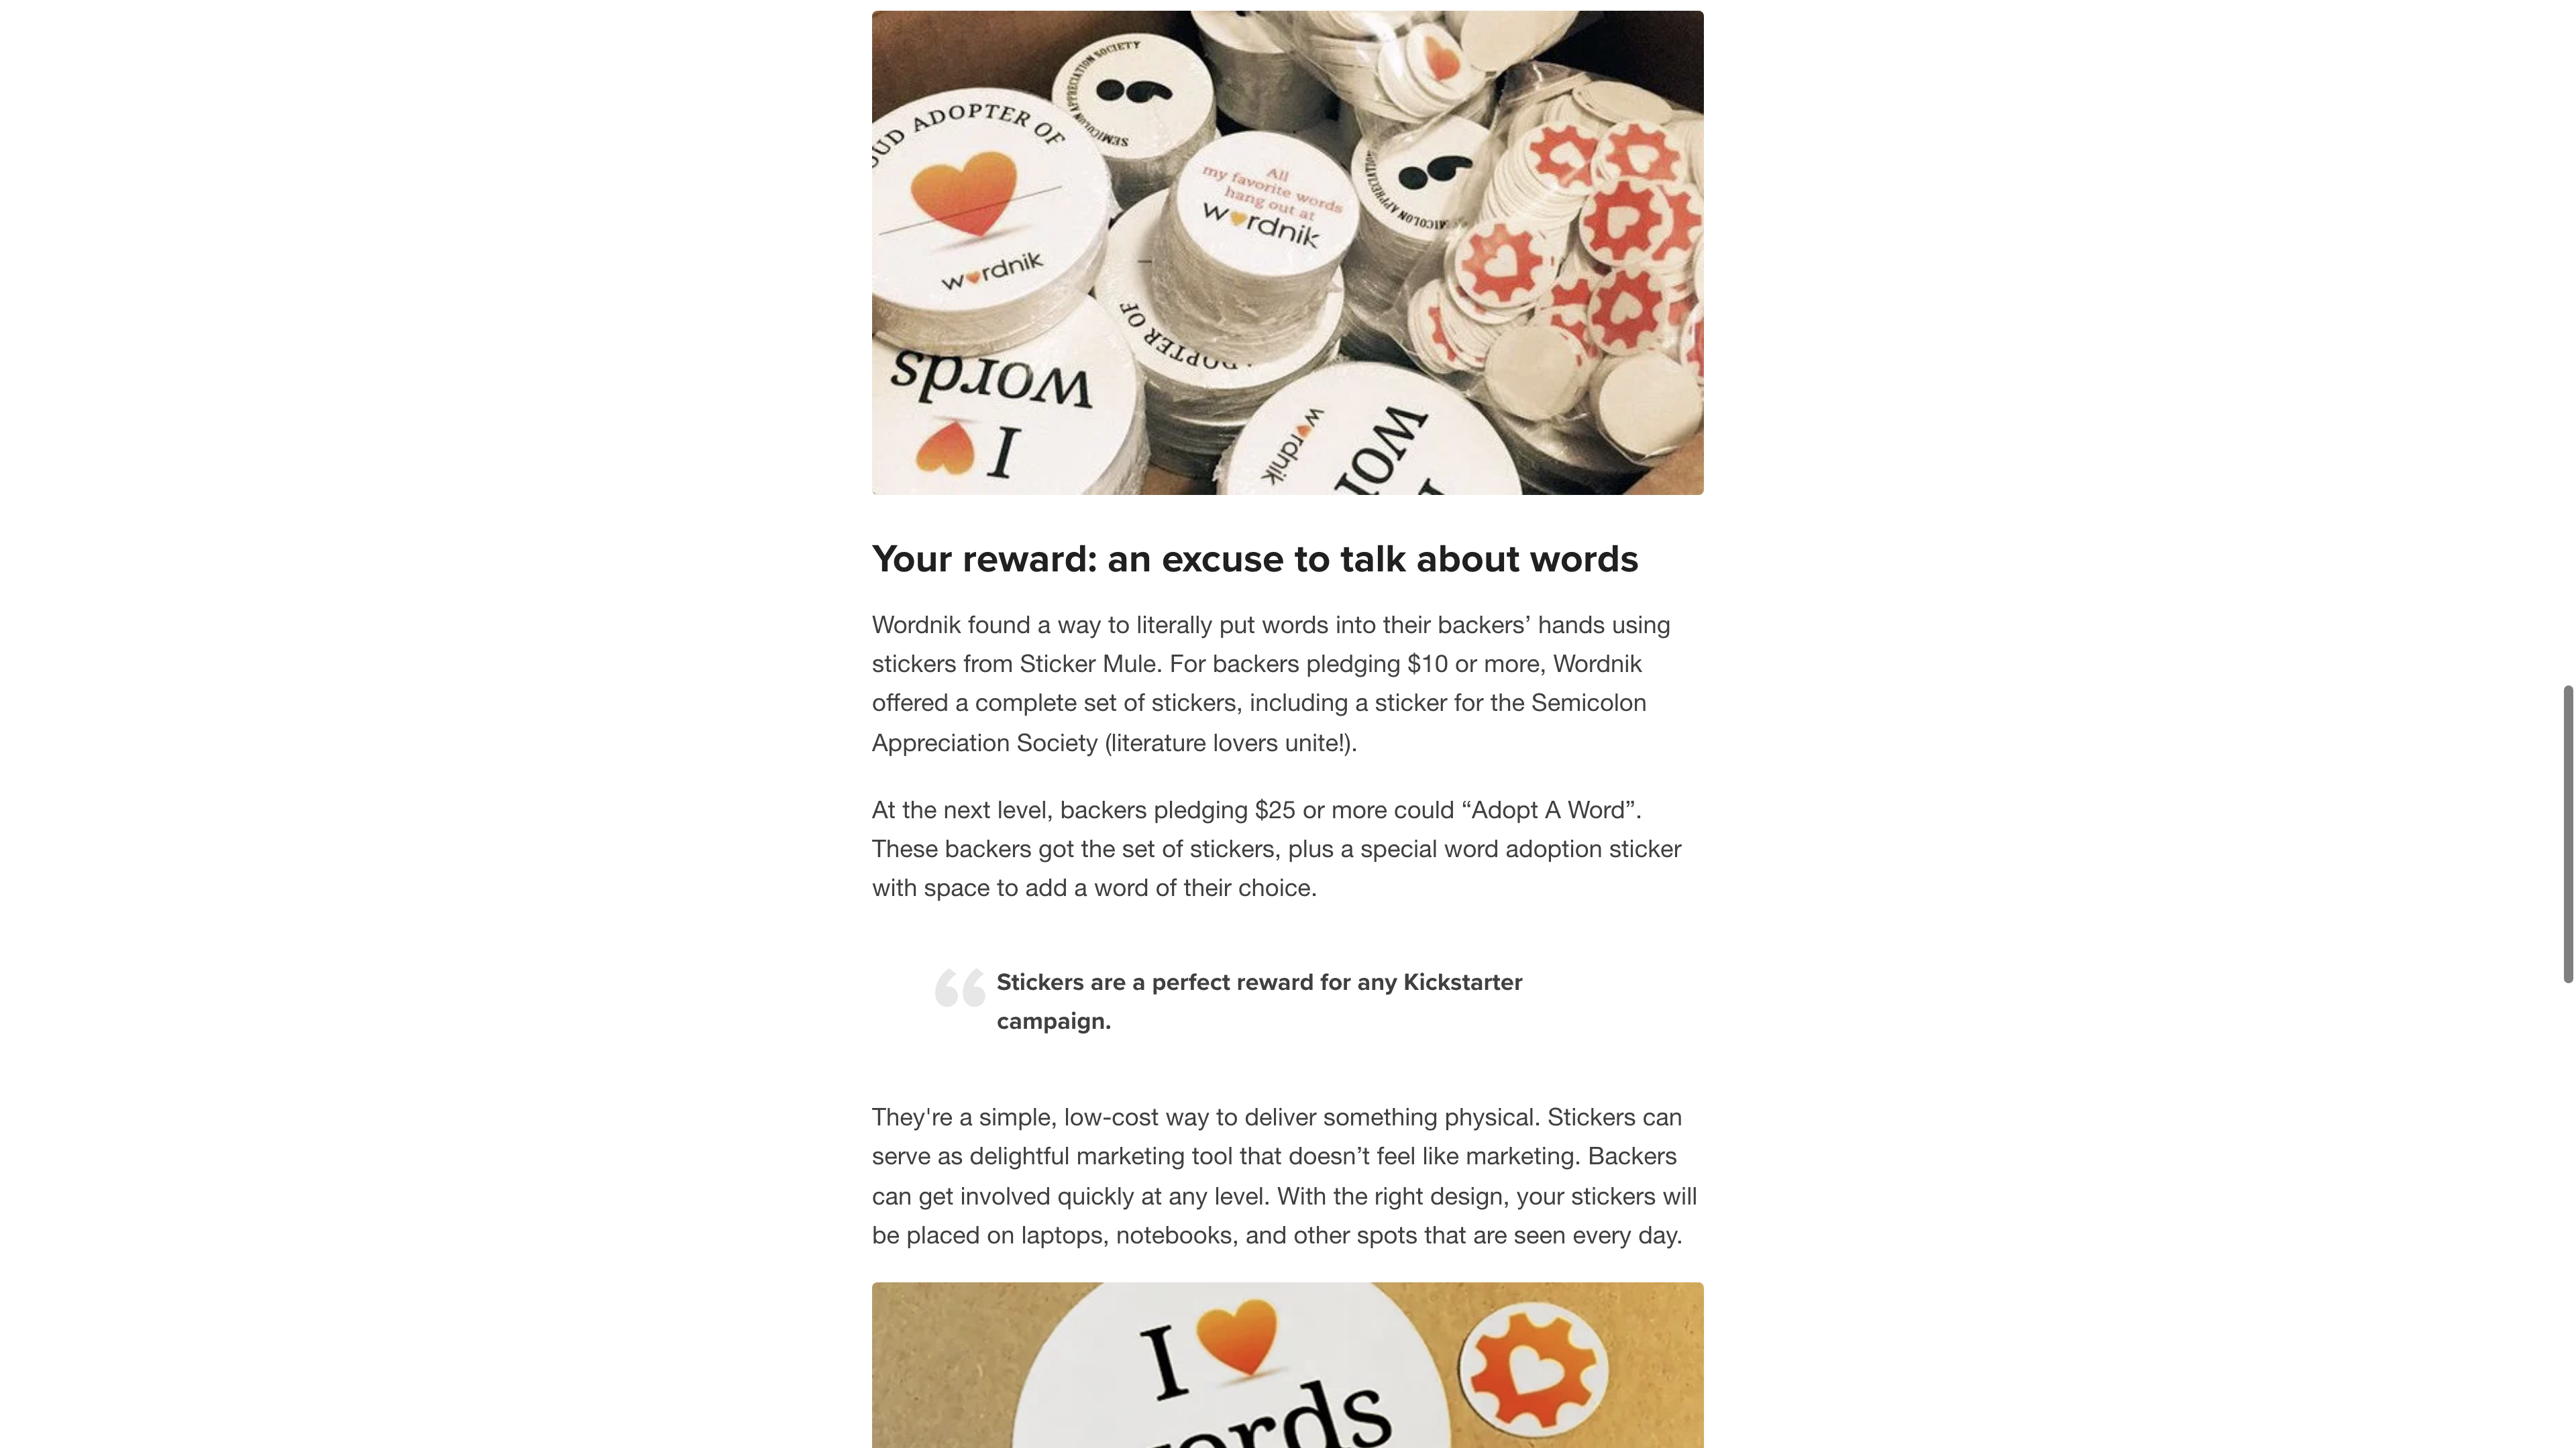 SEMICOLON APPRECIATION SOCIETY
ADOPTER OF
wordnik
All
my favorite words
hang out at
wordnik
ADOPTER OF
words
I
wordnik
Your reward: an excuse to talk about words
Wordnik found a way to literally put words into their backers’ hands using
stickers from Sticker Mule. For backers pledging $10 or more, Wordnik
offered a complete set of stickers, including a sticker for the Semicolon
Appreciation Society (literature lovers unite!).
At the next level, backers pledging $25 or more could “Adopt A Word”.
These backers got the set of stickers, plus a special word adoption sticker
with space to add a word of their choice.
Stickers are a perfect reward for any Kickstarter
campaign.
They're a simple, low-cost way to deliver something physical. Stickers can
serve as delightful marketing tool that doesn’t feel like marketing. Backers
can get involved quickly at any level. With the right design, your stickers will
be placed on laptops, notebooks, and other spots that are seen every day.
I
ords